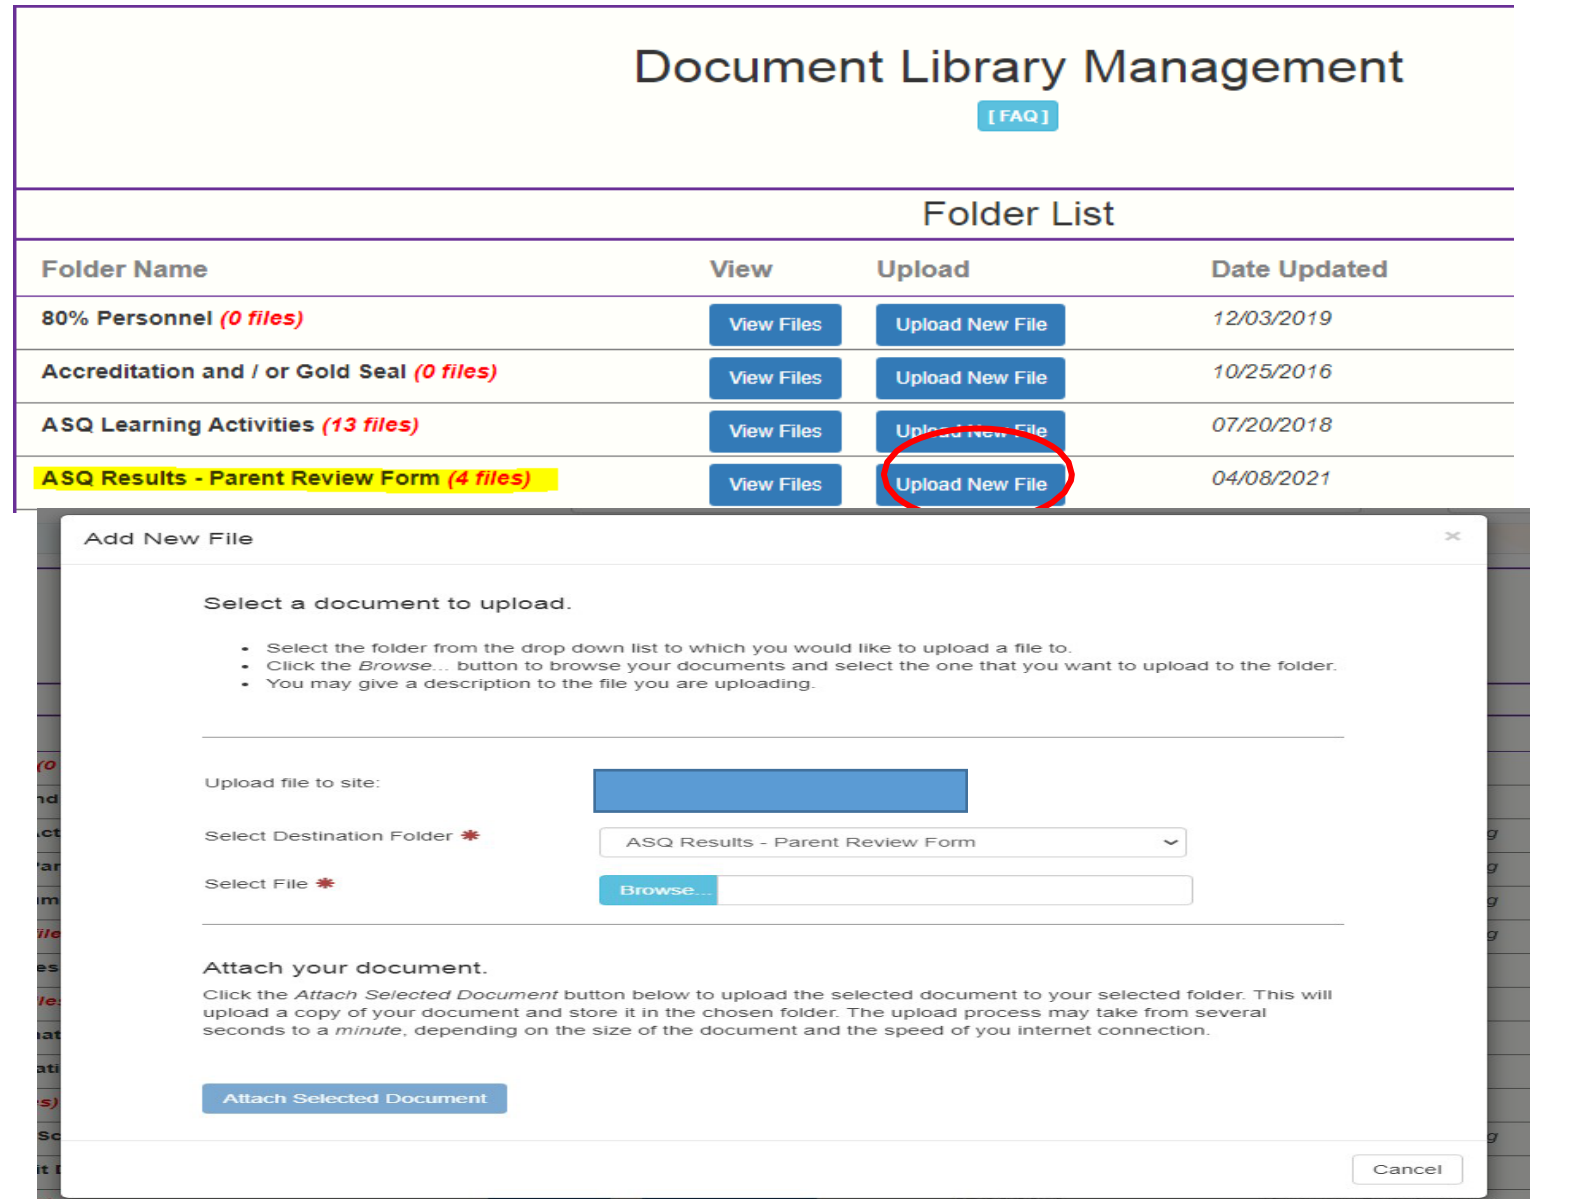 Document Library Management
[ FAQ ]
Folder List
Folder Name View Upload Date Updated
80% Personnel (0 files) View Files Upload New File 12/03/2019
Accreditation and / or Gold Seal (0 files) View Files Upload New File 10/25/2016
ASQ Learning Activities (13 files) View Files Upload New File 07/20/2018
ASQ Results - Parent Review Form (4 files) View Files Upload New File 04/08/2021
Add New File ×
Select a document to upload.
• Select the folder from the drop down list to which you would like to upload a file to.
• Click the Browse... button to browse your documents and select the one that you want to upload to the folder.
• You may give a description to the file you are uploading.
Upload file to site:
Select Destination Folder * ASQ Results - Parent Review Form
Select File * Browse...
Attach your document.
Click the Attach Selected Document button below to upload the selected document to your selected folder. This will
upload a copy of your document and store it in the chosen folder. The upload process may take from several
seconds to a minute, depending on the size of the document and the speed of you internet connection.
Attach Selected Document
Cancel